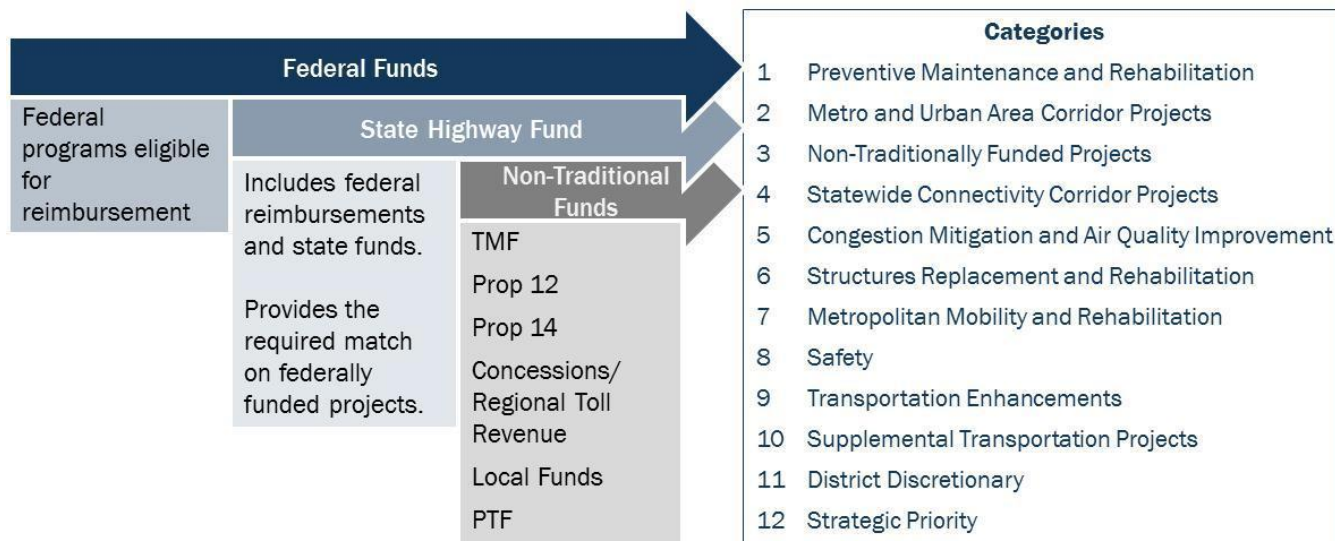 Federal Funds
Federal
programs eligible
for
reimbursement
State Highway Fund
Includes federal
reimbursements
and state funds.
Provides the
required match
on federally
funded projects.
Non-Traditional
Funds
TMF
Prop 12
Prop 14
Concessions/
Regional Toll
Revenue
Local Funds
PTF
Categories
1 Preventive Maintenance and Rehabilitation
2 Metro and Urban Area Corridor Projects
3 Non-Traditionally Funded Projects
4 Statewide Connectivity Corridor Projects
5 Congestion Mitigation and Air Quality Improvement
6 Structures Replacement and Rehabilitation
7 Metropolitan Mobility and Rehabilitation
8 Safety
9 Transportation Enhancements
10 Supplemental Transportation Projects
11 District Discretionary
12 Strategic Priority